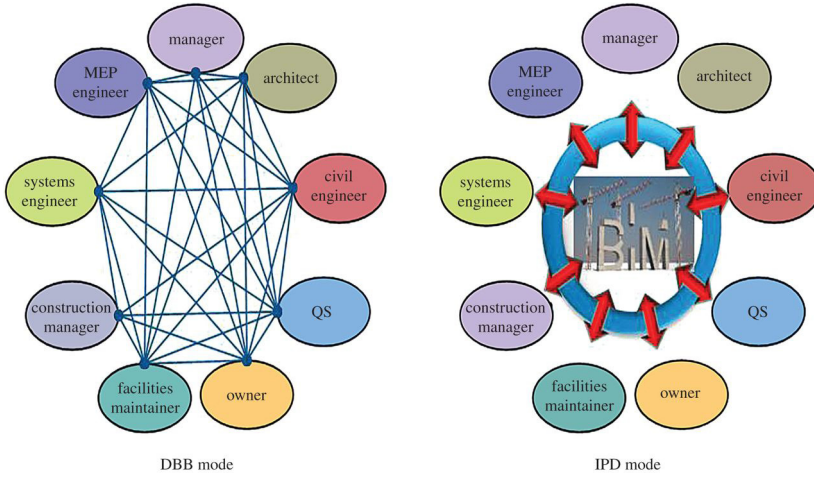 manager
MEP
engineer
architect
systems
engineer
civil
engineer
construction
manager
QS
facilities
maintainer
owner
DBB mode
manager
MEP
engineer
architect
systems
engineer
civil
engineer
BIM
construction
manager
QS
facilities
maintainer
owner
IPD mode